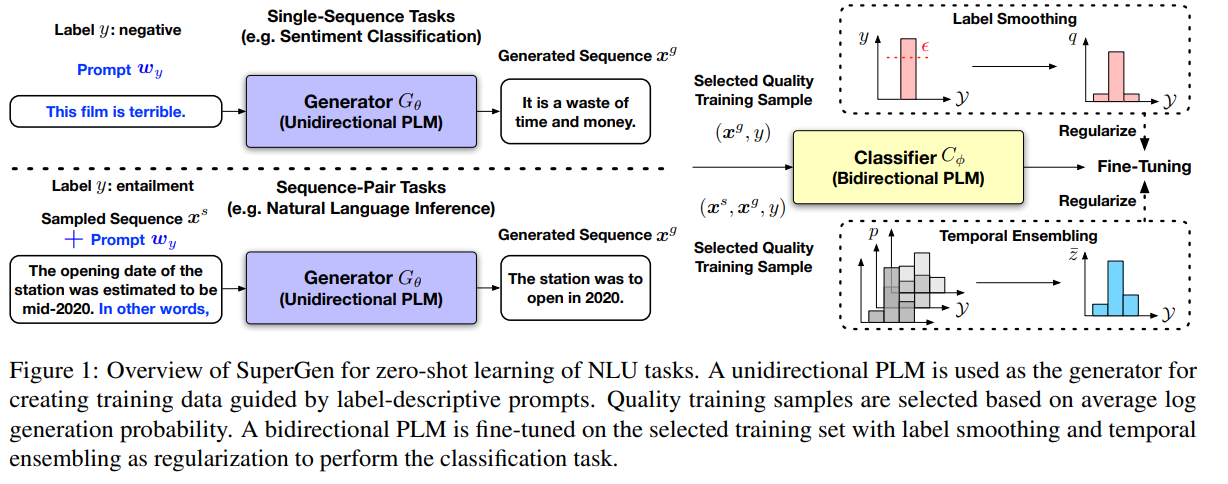 Single-Sequence Tasks
(e.g. Sentiment Classification)
Label y: negative
Prompt w_y
This film is terrible.
Generator G_θ
(Unidirectional PLM)
Generated Sequence x^g
It is a waste of
time and money.
Label y: entailment
Sequence-Pair Tasks
(e.g. Natural Language Inference)
Sampled Sequence x^s
+ Prompt w_y
The opening date of the
station was estimated to be
mid-2020. In other words,
Generator G_θ
(Unidirectional PLM)
Generated Sequence x^g
The station was to
open in 2020.
Selected Quality
Training Sample
(x^g, y)
(x^s, x^g, y)
Selected Quality
Training Sample
Classifier C_ϕ
(Bidirectional PLM)
Label Smoothing
y
ϵ
𝒴
q
𝒴
Regularize
Fine-Tuning
Regularize
Temporal Ensembling
p
𝒴
z̄
𝒴
Figure 1: Overview of SuperGen for zero-shot learning of NLU tasks. A unidirectional PLM is used as the generator for
creating training data guided by label-descriptive prompts. Quality training samples are selected based on average log
generation probability. A bidirectional PLM is fine-tuned on the selected training set with label smoothing and temporal
ensembling as regularization to perform the classification task.